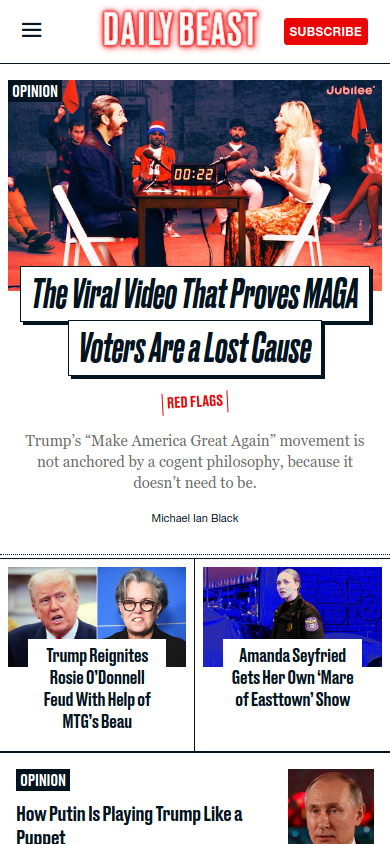 DAILY BEAST
SUBSCRIBE
OPINION
Jubilee
00:22
The Viral Video That Proves MAGA
Voters Are a Lost Cause
RED FLAGS
Trump’s “Make America Great Again” movement is
not anchored by a cogent philosophy, because it
doesn’t need to be.
Michael Ian Black
Trump Reignites
Rosie O’Donnell
Feud With Help of
MTG’s Beau
Amanda Seyfried
Gets Her Own ‘Mare
of Easttown’ Show
OPINION
How Putin Is Playing Trump Like a
Puppet